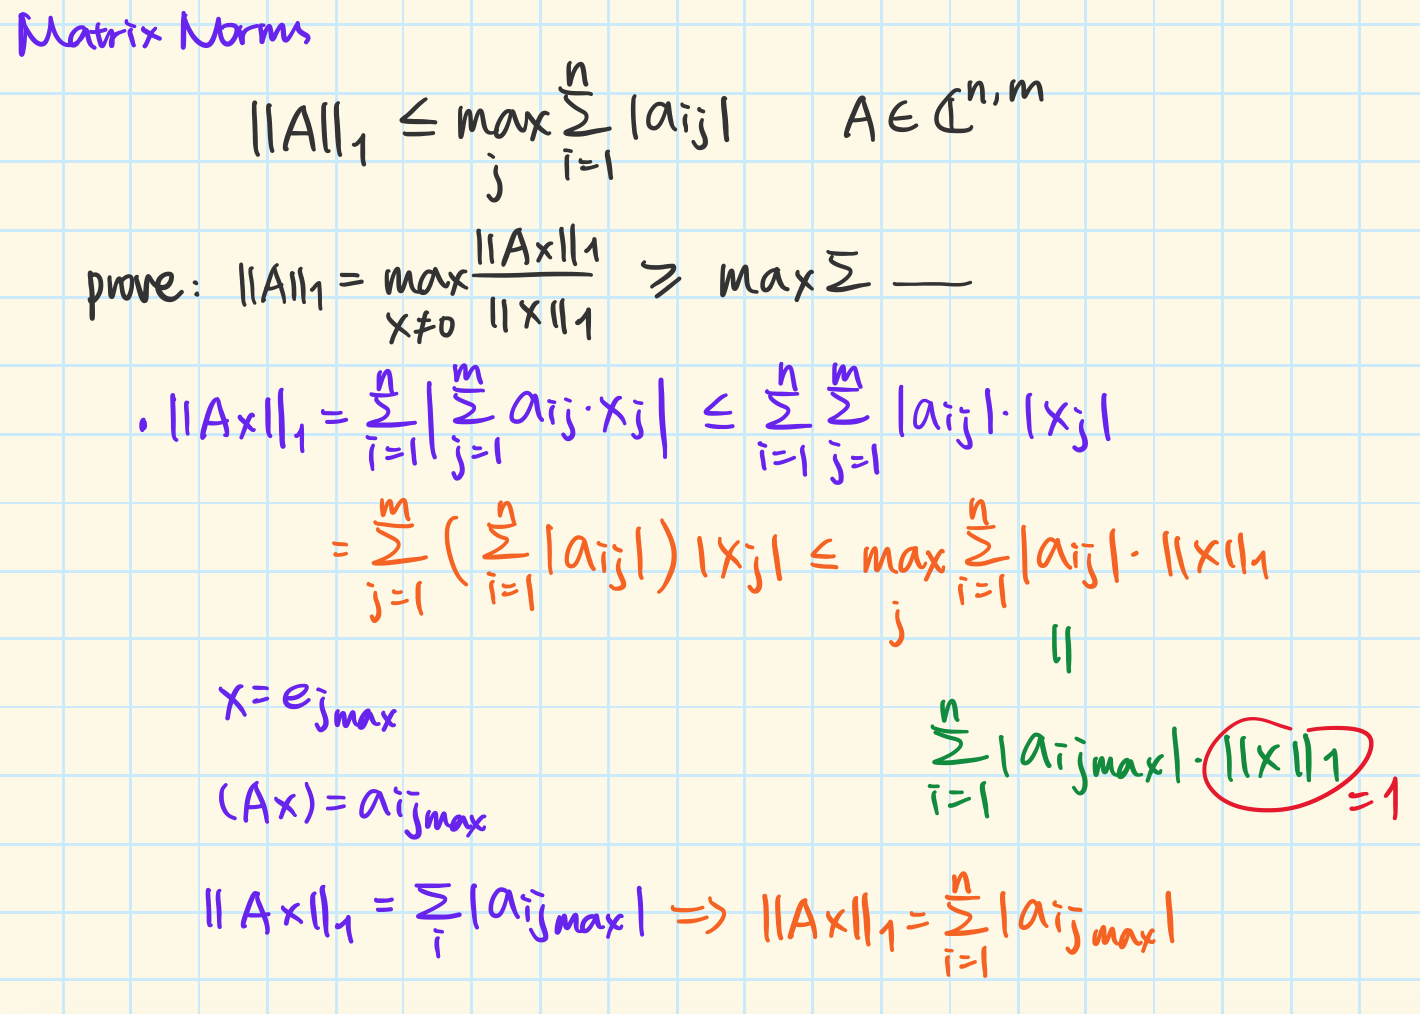 Matrix Norms
$\|A\|_1 \leq \max_j \sum_{i=1}^{n} |a_{ij}| \quad A \in \mathbb{C}^{n,m}$
prove: $\|A\|_1 = \max_{x \neq 0} \frac{\|Ax\|_1}{\|x\|_1} \geqslant \max \Sigma$ —
$\cdot \|Ax\|_1 = \sum_{i=1}^{n} \left| \sum_{j=1}^{m} a_{ij} \cdot x_j \right| \leq \sum_{i=1}^{n} \sum_{j=1}^{m} |a_{ij}| \cdot |x_j|$
$= \sum_{j=1}^{m} \left( \sum_{i=1}^{n} |a_{ij}| \right) |x_j| \leq \max_j \sum_{i=1}^{n} |a_{ij}| \cdot \|x\|_1$
$\|$
$x = e_{j_{max}}$
$\sum_{i=1}^{n} |a_{ij_{max}}| \cdot \|x\|_1 = 1$
$(Ax) = a_{ij_{max}}$
$\|Ax\|_1 = \sum_i |a_{ij_{max}}| \Rightarrow \|Ax\|_1 = \sum_{i=1}^{n} |a_{ij_{max}}|$